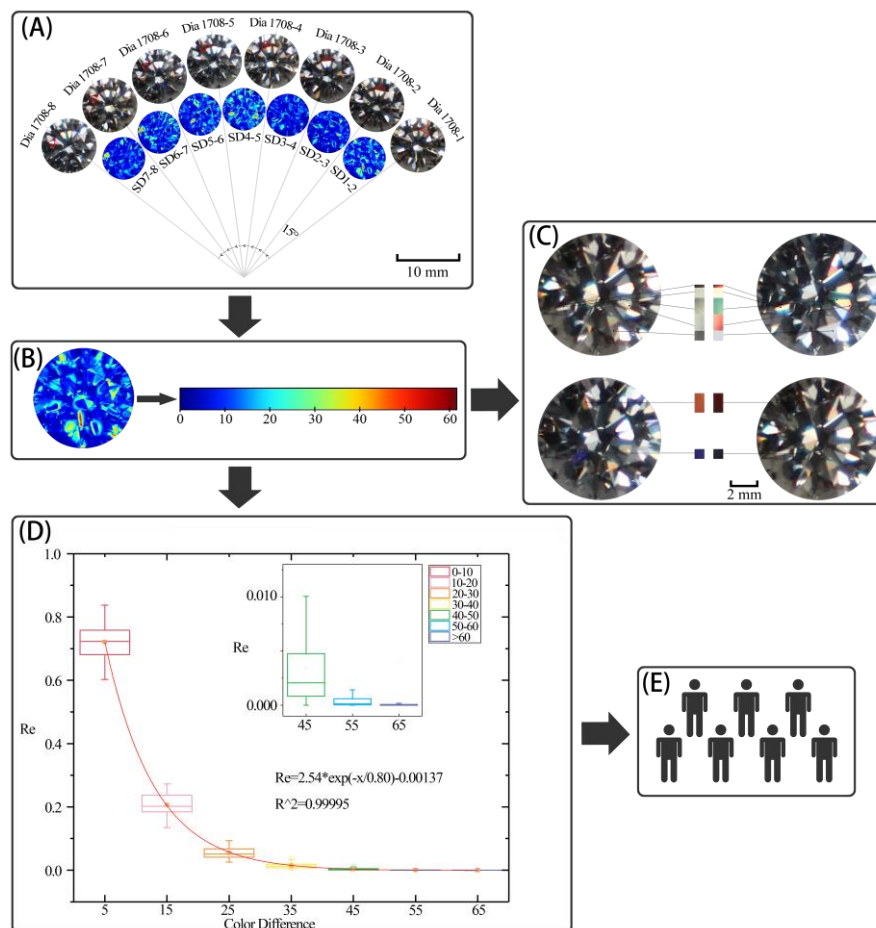 (A)
Dia 1708-8
Dia 1708-7
Dia 1708-6
Dia 1708-5
Dia 1708-4
Dia 1708-3
Dia 1708-2
Dia 1708-1
SD7-8
SD6-7
SD5-6
SD4-5
SD3-4
SD2-3
SD1-2
15°
10 mm
(B)
0 10 20 30 40 50 60
(C)
2 mm
(D)
1.0
0.8
0.6
0.4
0.2
0.0
Re
5 15 25 35 45 55 65
Color Difference
0.010
0.000
Re
45 55 65
0-10
10-20
20-30
30-40
40-50
50-60
>60
Re=2.54*exp(-x/0.80)-0.00137
R^2=0.99995
(E)